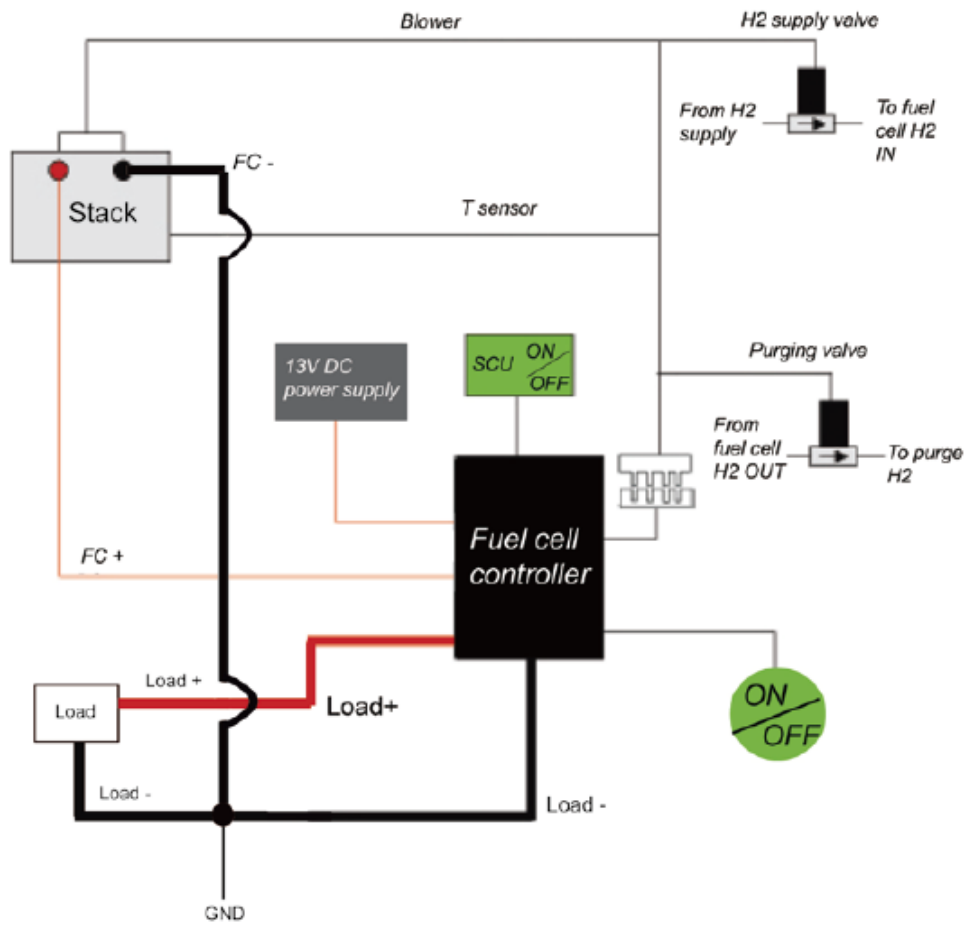 Blower
H2 supply valve
From H2
supply
To fuel
cell H2
IN
FC -
Stack
T sensor
13V DC
power supply
SCU ON
OFF
Purging valve
From
fuel cell
H2 OUT
To purge
H2
Fuel cell
controller
FC +
Load +
Load+
Load
ON
OFF
Load -
Load -
GND